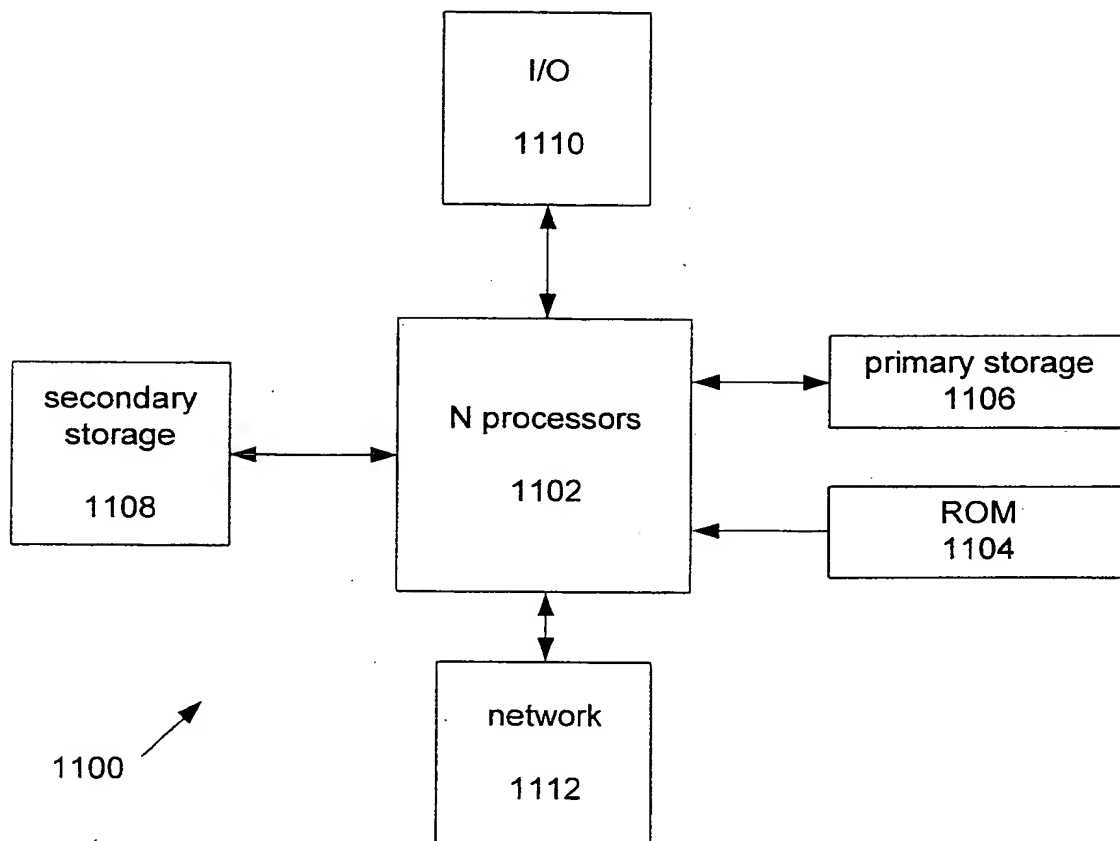 I/O
1110
secondary
storage
1108
N processors
1102
primary storage
1106
ROM
1104
network
1112
1100